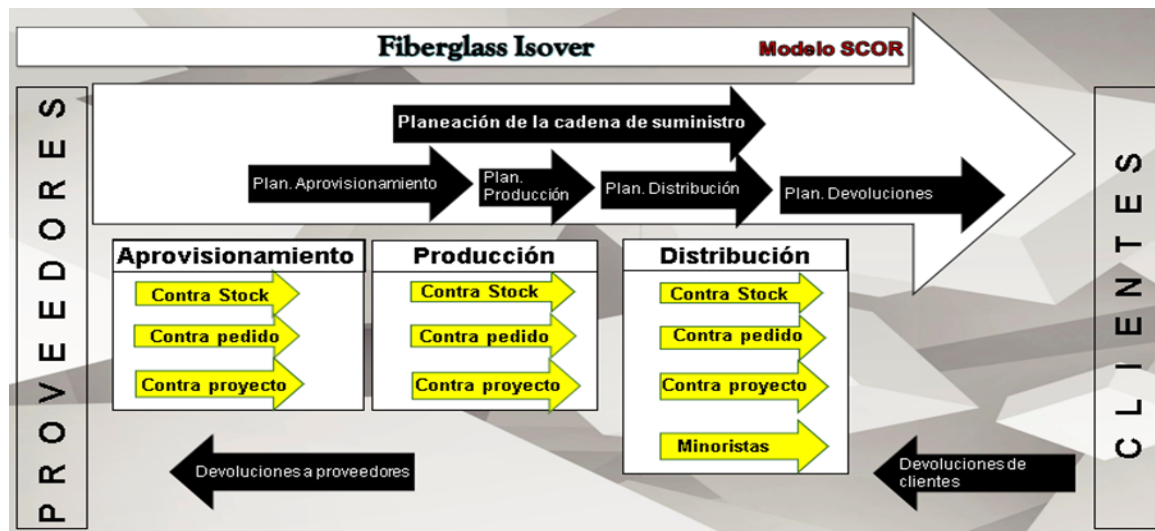 Fiberglass Isover
Modelo SCOR
PROVEEDORES
Planeación de la cadena de suministro
Plan. Aprovisionamiento
Plan.
Producción
Plan. Distribución
Plan. Devoluciones
Aprovisionamiento
Contra Stock
Contra pedido
Contra proyecto
Producción
Contra Stock
Contra pedido
Contra proyecto
Distribución
Contra Stock
Contra pedido
Contra proyecto
Minoristas
Devoluciones a proveedores
Devoluciones de
clientes
CLIENTES